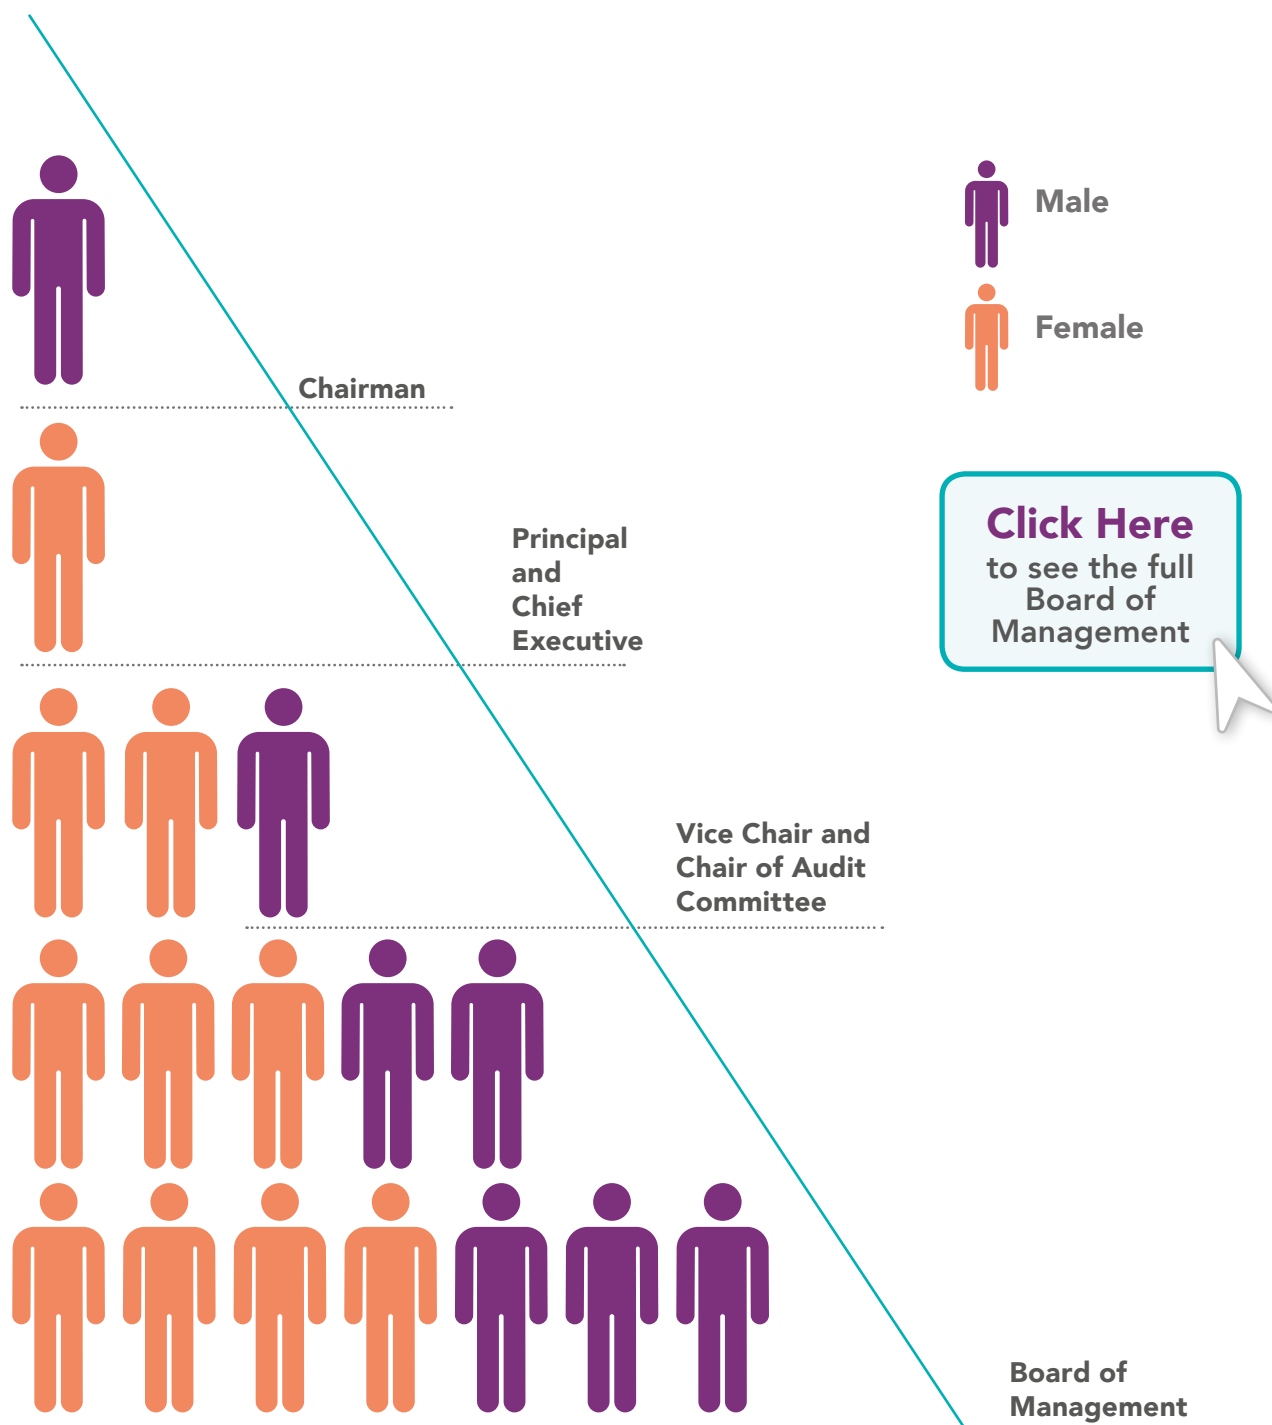 Male
Female
Chairman
Principal
and
Chief
Executive
Click Here
to see the full
Board of
Management
Vice Chair and
Chair of Audit
Committee
Board of
Management